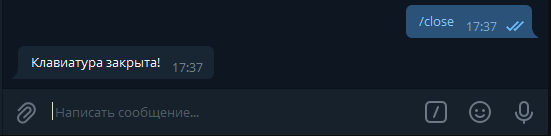 /close 17:37
Клавиатура закрыта! 17:37
Написать сообщение...